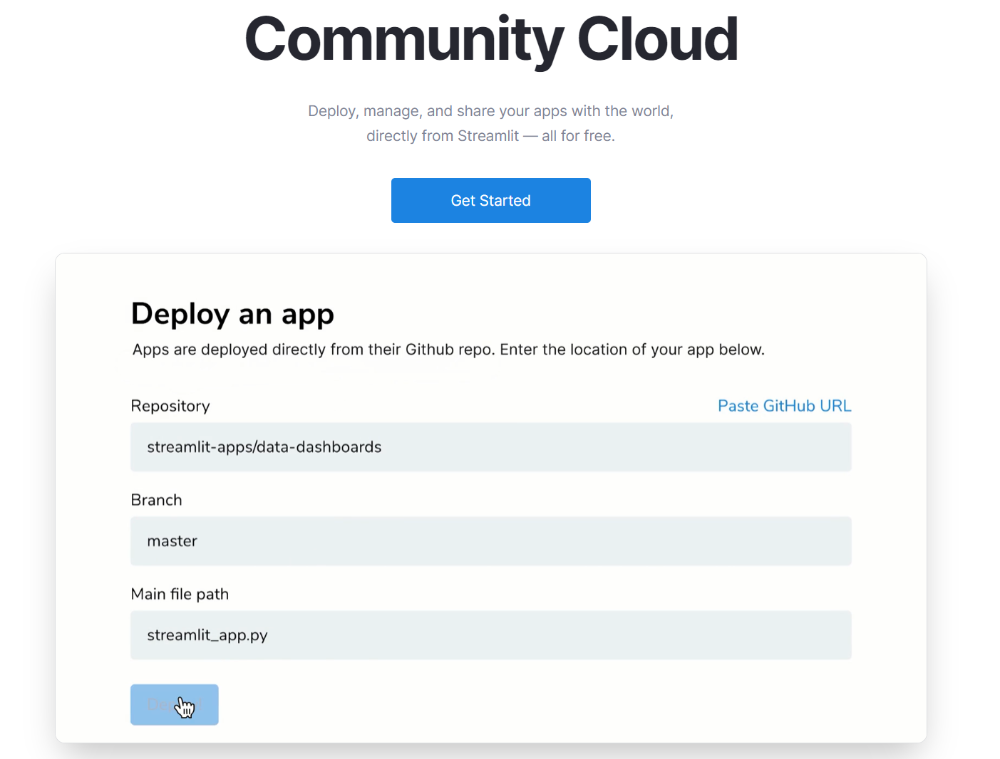 Community Cloud
Deploy, manage, and share your apps with the world,
directly from Streamlit — all for free.
Get Started
Deploy an app
Apps are deployed directly from their Github repo. Enter the location of your app below.
Repository
Paste GitHub URL
streamlit-apps/data-dashboards
Branch
master
Main file path
streamlit_app.py